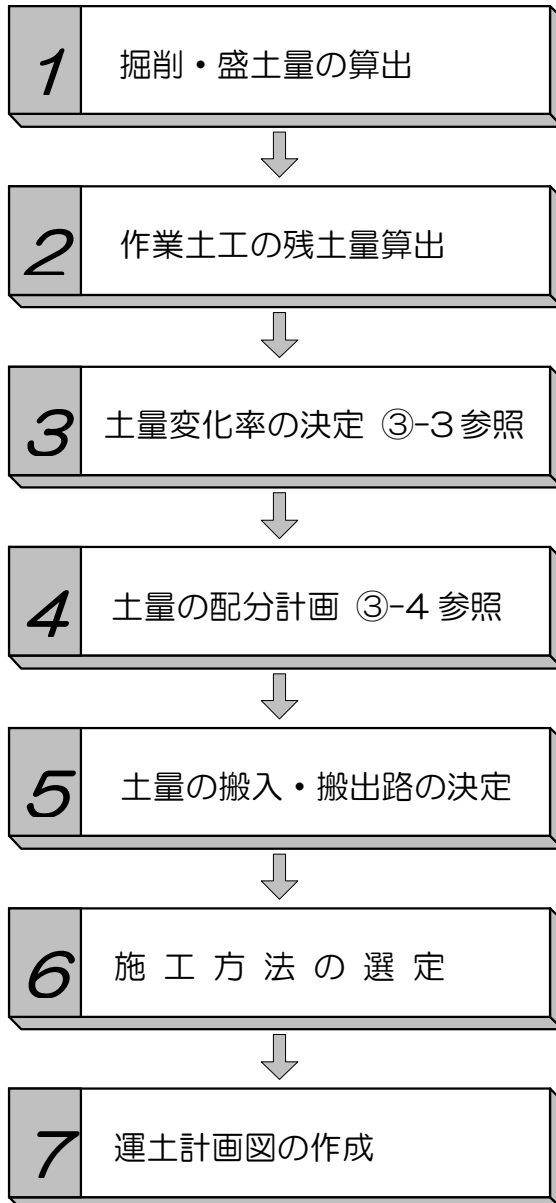 1 掘削・盛土量の算出
2 作業土工の残土量算出
3 土量変化率の決定 ③-3参照
4 土量の配分計画 ③-4 参照
5 土量の搬入・搬出路の決定
6 施 工 方 法 の 選 定
7 運土計画図の作成